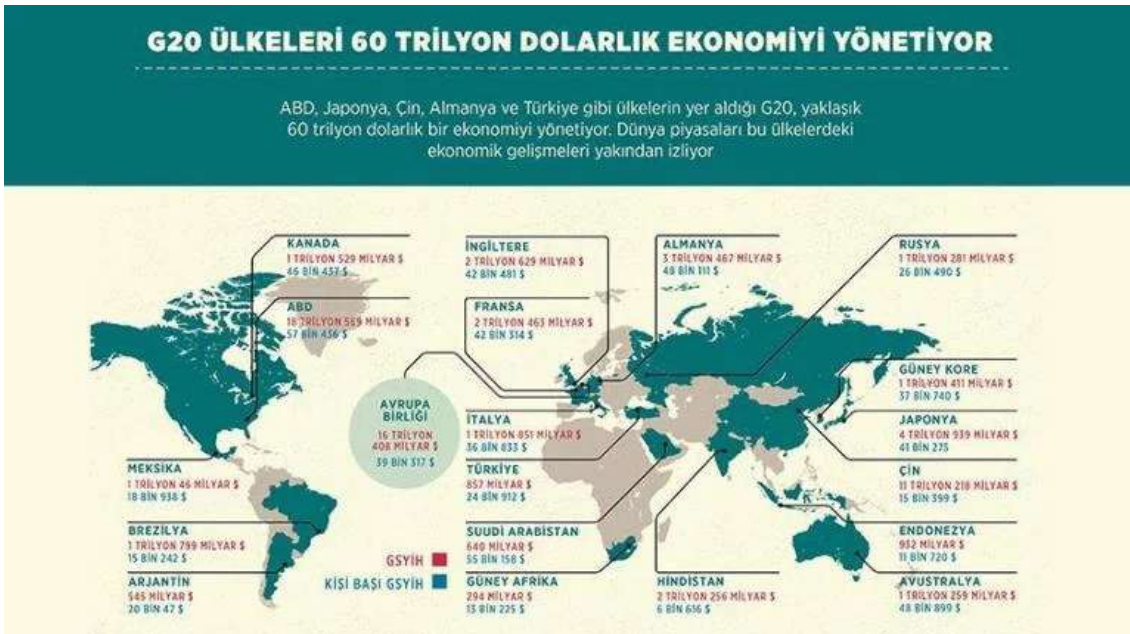 G20 ÜLKELERİ 60 TRİLYON DOLARLIK EKONOMİYİ YÖNETİYOR
ABD, Japonya, Çin, Almanya ve Türkiye gibi ülkelerin yer aldığı G20, yaklaşık
60 trilyon dolarlık bir ekonomiyi yönetiyor. Dünya piyasaları bu ülkelerdeki
ekonomik gelişmeleri yakından izliyor
KANADA
1 TRİLYON 529 MİLYAR $
46 BİN 437 $
ABD
18 TRİLYON 569 MİLYAR $
57 BİN 436 $
İNGİLTERE
2 TRİLYON 629 MİLYAR $
42 BİN 481 $
FRANSA
2 TRİLYON 463 MİLYAR $
42 BİN 314 $
ALMANYA
3 TRİLYON 467 MİLYAR $
48 BİN 111 $
RUSYA
1 TRİLYON 281 MİLYAR $
26 BİN 490 $
AVRUPA
BİRLİĞİ
16 TRİLYON
408 MİLYAR $
39 BİN 317 $
İTALYA
1 TRİLYON 851 MİLYAR $
36 BİN 833 $
TÜRKİYE
857 MİLYAR $
24 BİN 912 $
SUUDİ ARABİSTAN
640 MİLYAR $
55 BİN 158 $
GÜNEY AFRİKA
294 MİLYAR $
13 BİN 225 $
GÜNEY KORE
1 TRİLYON 411 MİLYAR $
37 BİN 740 $
JAPONYA
4 TRİLYON 939 MİLYAR $
41 BİN 275
ÇİN
11 TRİLYON 218 MİLYAR $
15 BİN 399 $
ENDONEZYA
932 MİLYAR $
11 BİN 720 $
AVUSTRALYA
1 TRİLYON 259 MİLYAR $
48 BİN 899 $
HİNDİSTAN
2 TRİLYON 256 MİLYAR $
6 BİN 616 $
MEKSİKA
1 TRİLYON 46 MİLYAR $
18 BİN 938 $
BREZİLYA
1 TRİLYON 799 MİLYAR $
15 BİN 242 $
ARJANTİN
545 MİLYAR $
20 BİN 47 $
GSYİH
KİŞİ BAŞI GSYİH